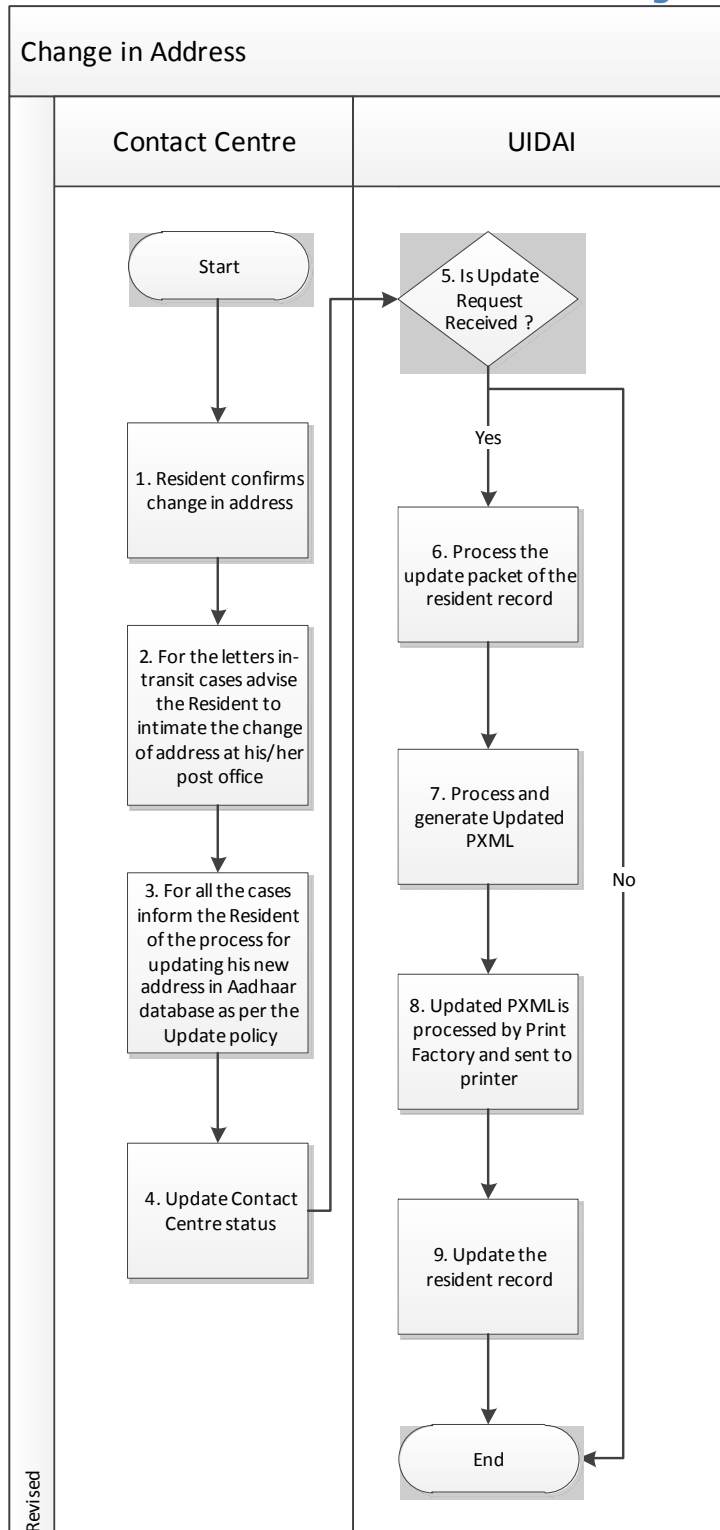 Change in Address
Contact Centre
UIDAI
Start
1. Resident confirms
change in address
2. For the letters in-
transit cases advise
the Resident to
intimate the change
of address at his/her
post office
3. For all the cases
inform the Resident
of the process for
updating his new
address in Aadhaar
database as per the
Update policy
4. Update Contact
Centre status
5. Is Update
Request
Received ?
Yes
No
6. Process the
update packet of the
resident record
7. Process and
generate Updated
PXML
8. Updated PXML is
processed by Print
Factory and sent to
printer
9. Update the
resident record
End
Revised